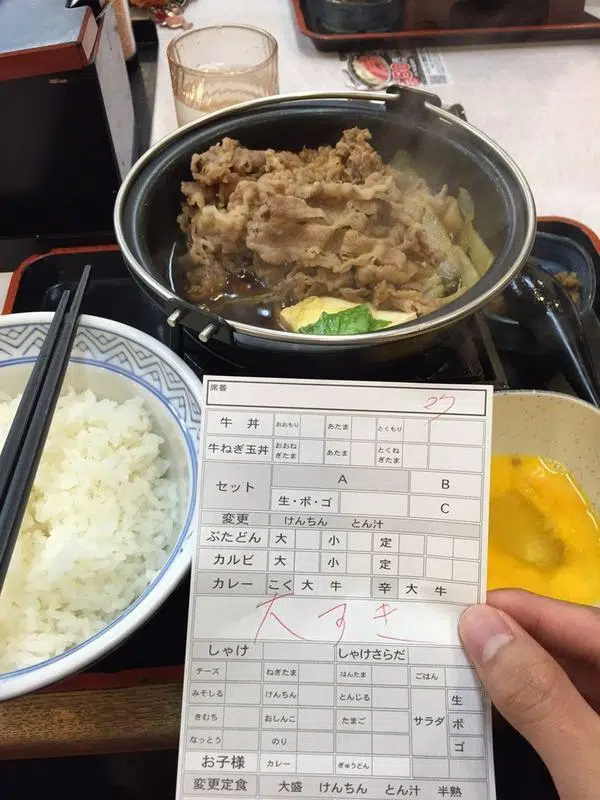 席番
27
牛丼 おおもり あたま とくもり
牛ねぎ玉丼 おおねぎたま あたま とくねぎたま
セット A B
生・ポ・ゴ C
変更 けんちん とん汁
ぶたどん 大 小 定
カルビ 大 小 定
カレー こく 大 牛 辛 大 牛
大すき
しゃけ しゃけさらだ
チーズ ねぎたま はんたま ごはん
みそしる けんちん とんじる サラダ 生
きむち おしんこ たまご ポ
なっとう のり ゴ
お子様 カレー ぎゅうどん
変更定食 大盛 けんちん とん汁 半熟